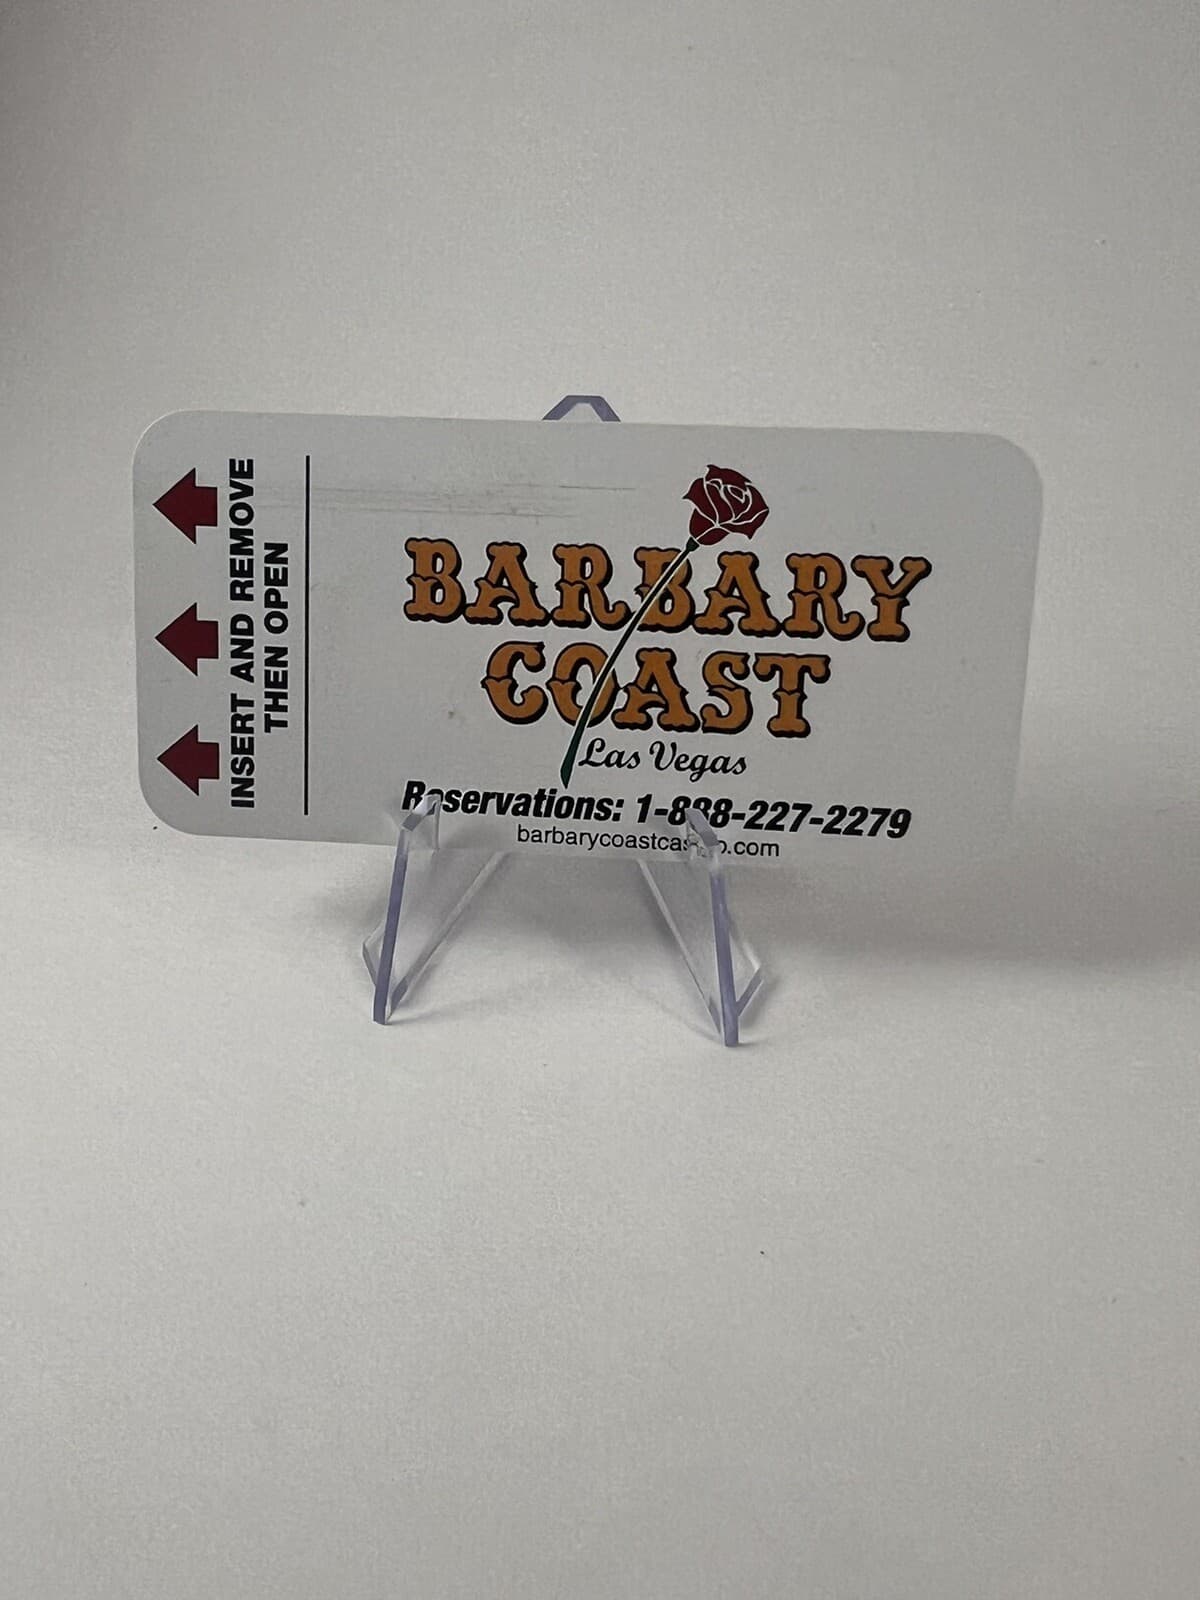 INSERT AND REMOVE
THEN OPEN
BARBARY
COAST
Las Vegas
Reservations: 1-888-227-2279